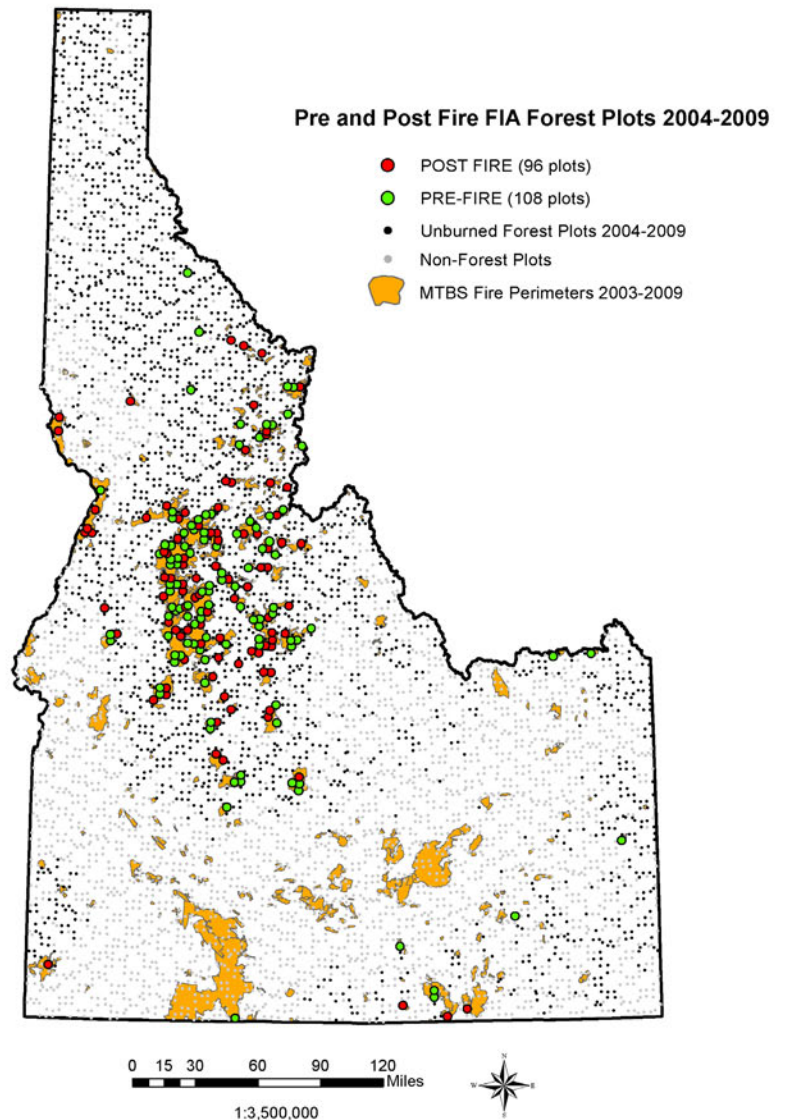 Pre and Post Fire FIA Forest Plots 2004-2009
POST FIRE (96 plots)
PRE-FIRE (108 plots)
Unburned Forest Plots 2004-2009
Non-Forest Plots
MTBS Fire Perimeters 2003-2009
0 15 30 60 90 120
Miles
1:3,500,000
N
W E
S